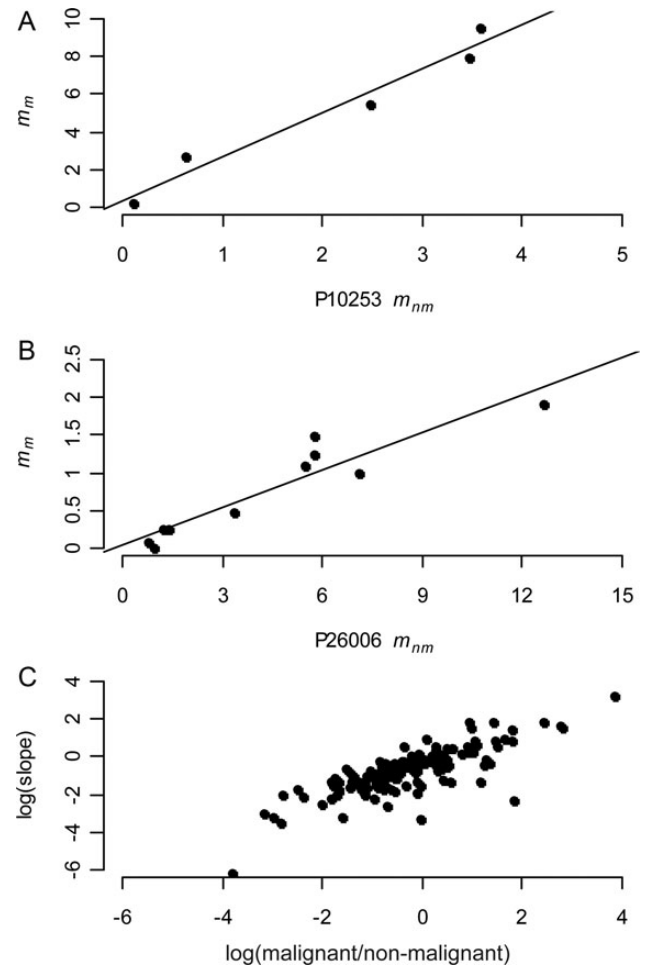 A
10
8
6
4
2
0
m_m
0 1 2 3 4 5
P10253 m_nm
B
2.5
2
1.5
1
0.5
0
m_m
0 3 6 9 12 15
P26006 m_nm
C
4
2
0
-2
-4
-6
log(slope)
-6 -4 -2 0 2 4
log(malignant/non-malignant)